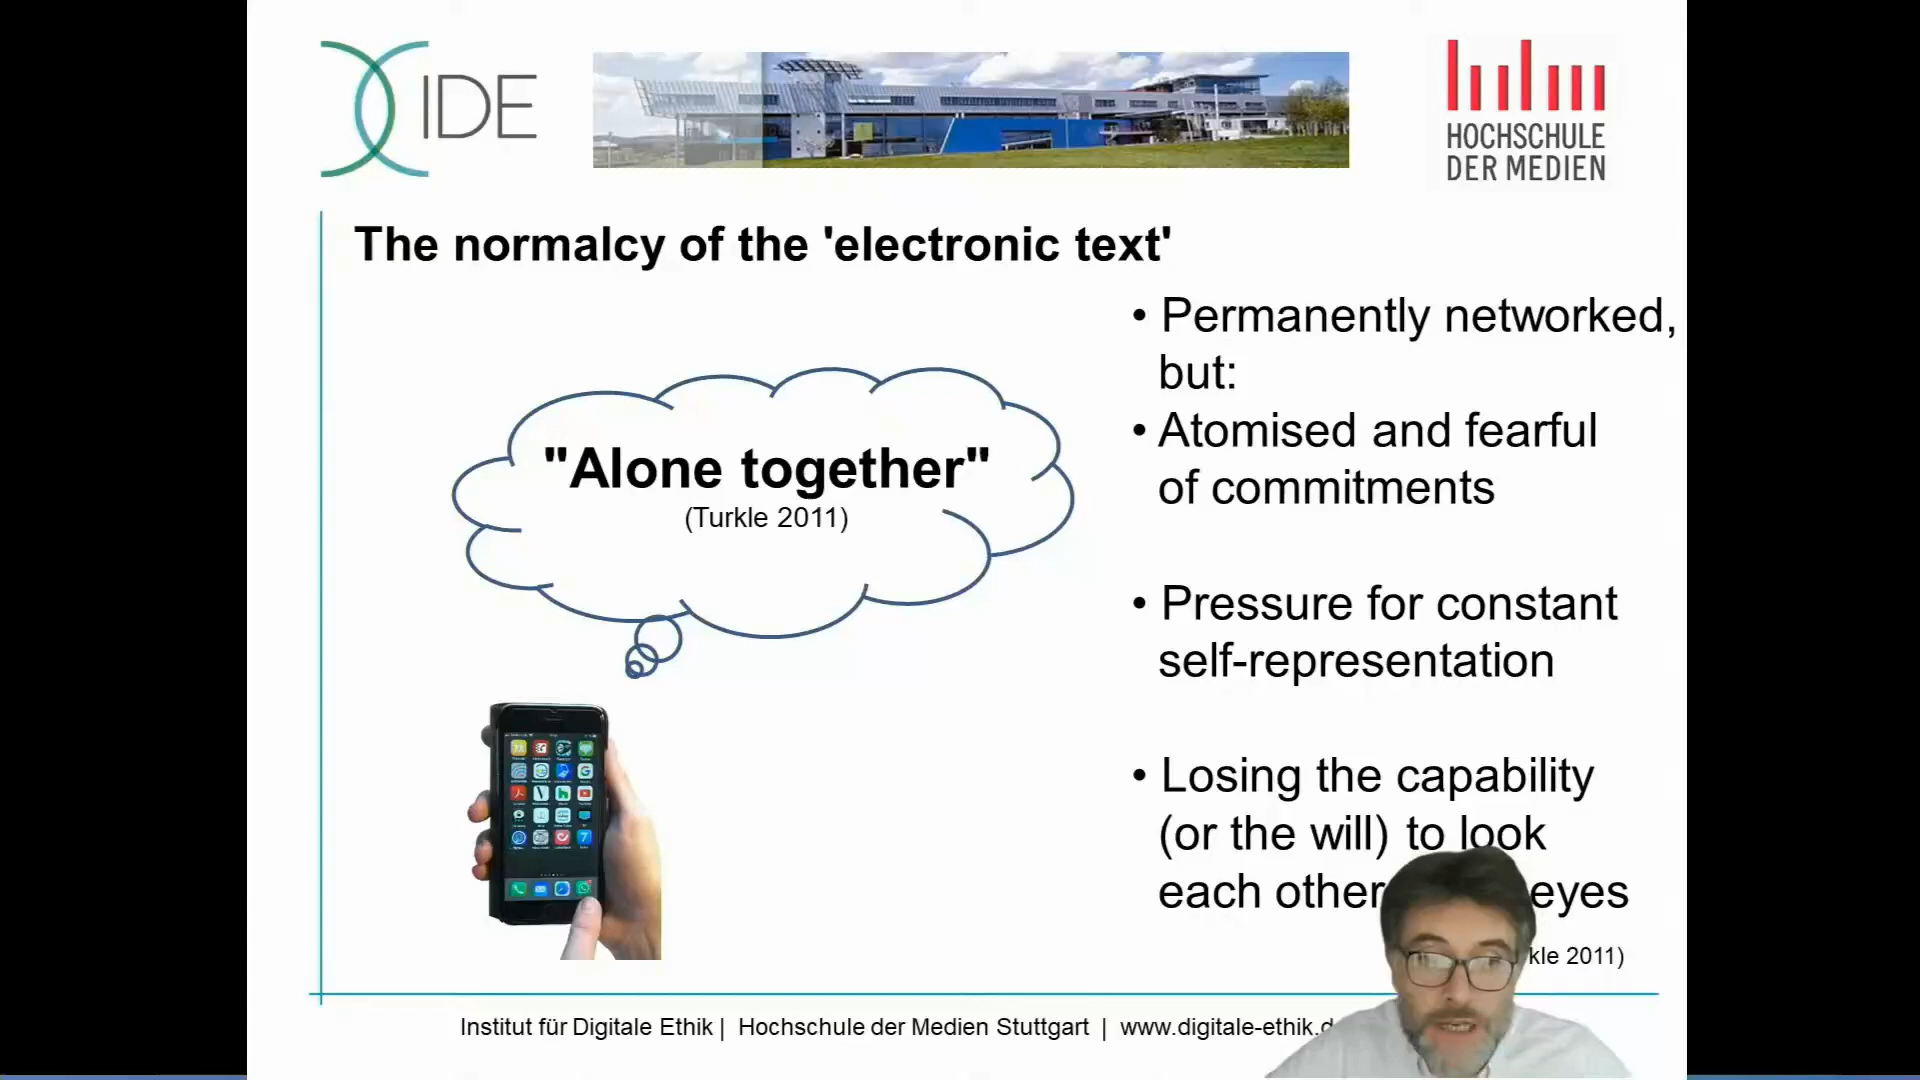 IDE
HOCHSCHULE
DER MEDIEN
The normalcy of the 'electronic text'
"Alone together"
(Turkle 2011)
• Permanently networked,
but:
• Atomised and fearful
of commitments
• Pressure for constant
self-representation
• Losing the capability
(or the will) to look
each other eyes
kle 2011)
Institut für Digitale Ethik | Hochschule der Medien Stuttgart | www.digitale-ethik.d